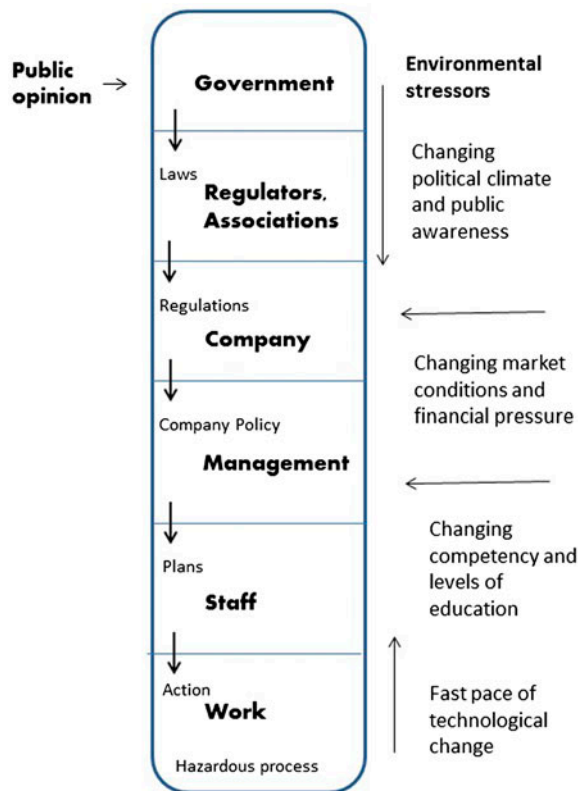 Public
opinion
Government
Environmental
stressors
Laws
Regulators,
Associations
Changing
political climate
and public
awareness
Regulations
Company
Changing market
conditions and
financial pressure
Company Policy
Management
Changing
competency and
levels of
education
Plans
Staff
Action
Work
Fast pace of
technological
change
Hazardous process